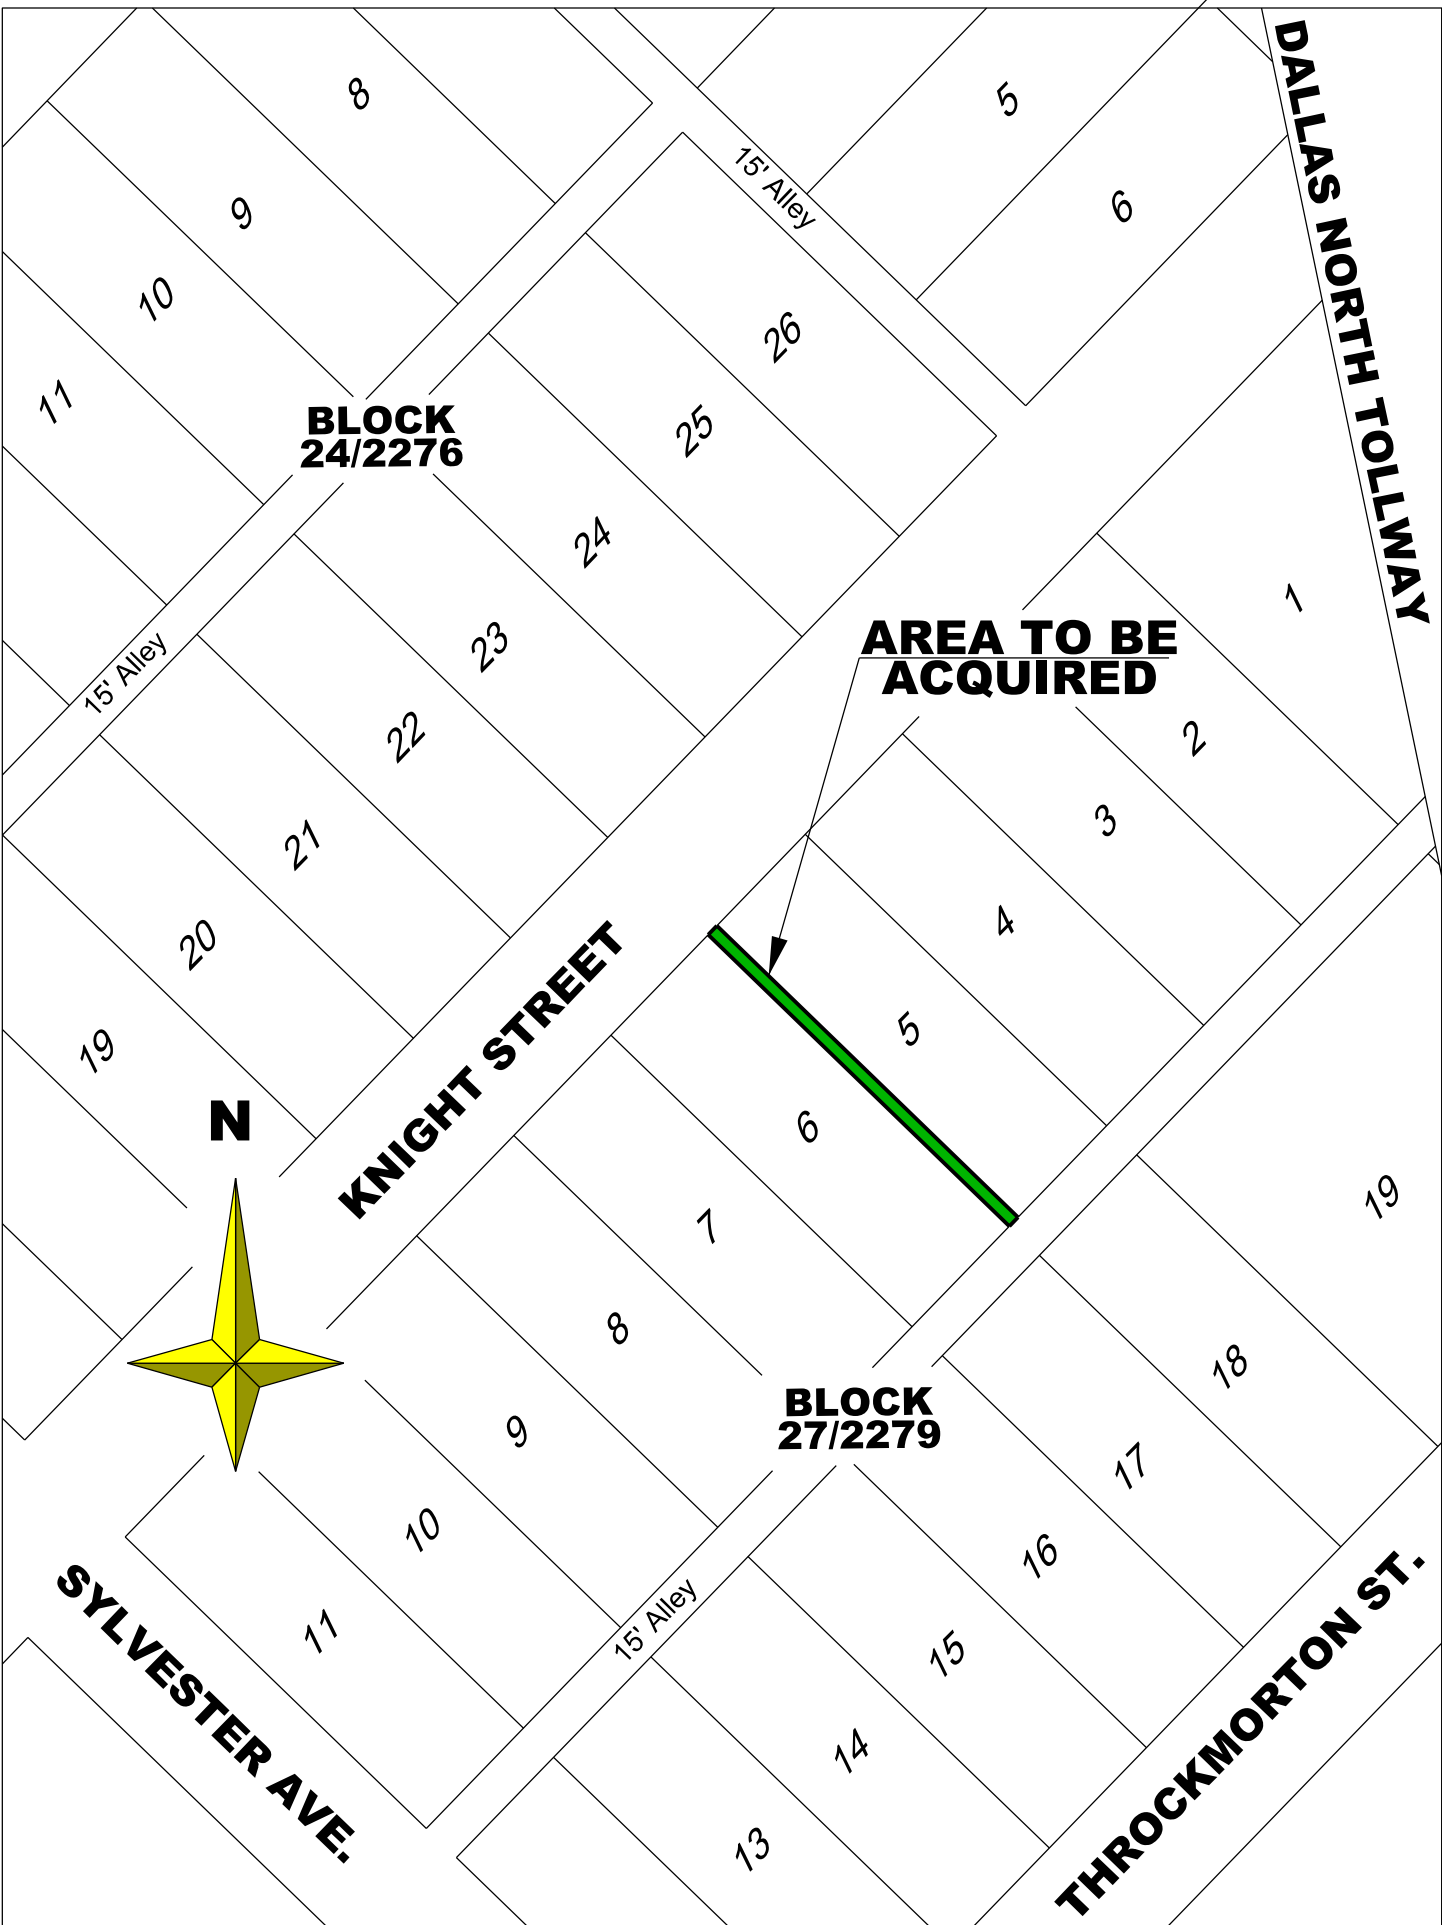 DALLAS NORTH TOLLWAY
8
5
15' Alley
9
6
10
26
11
BLOCK
24/2276
25
24
1
23
AREA TO BE
ACQUIRED
15' Alley
22
2
3
21
4
20
KNIGHT STREET
5
19
N
6
19
7
8
18
BLOCK
27/2279
9
17
10
16
15' Alley
11
15
SYLVESTER AVE.
14
THROCKMORTON ST.
13